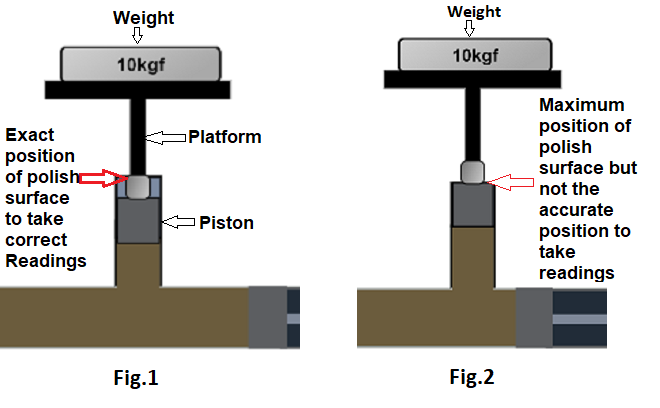 Weight
10kgf
Exact
position
of polish
surface
to take
correct
Readings
Platform
Piston
Fig.1
Weight
10kgf
Maximum
position of
polish
surface but
not the
accurate
position to
take
readings
Fig.2